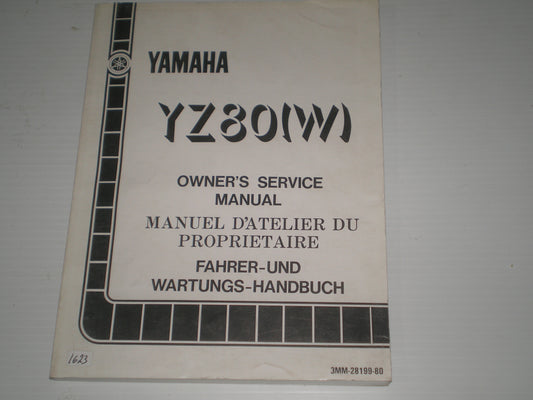 YAMAHA
YZ80(W)
OWNER'S SERVICE
MANUAL
MANUEL D'ATELIER DU
PROPRIETAIRE
FAHRER-UND
WARTUNGS-HANDBUCH
1623
3MM-28199-80